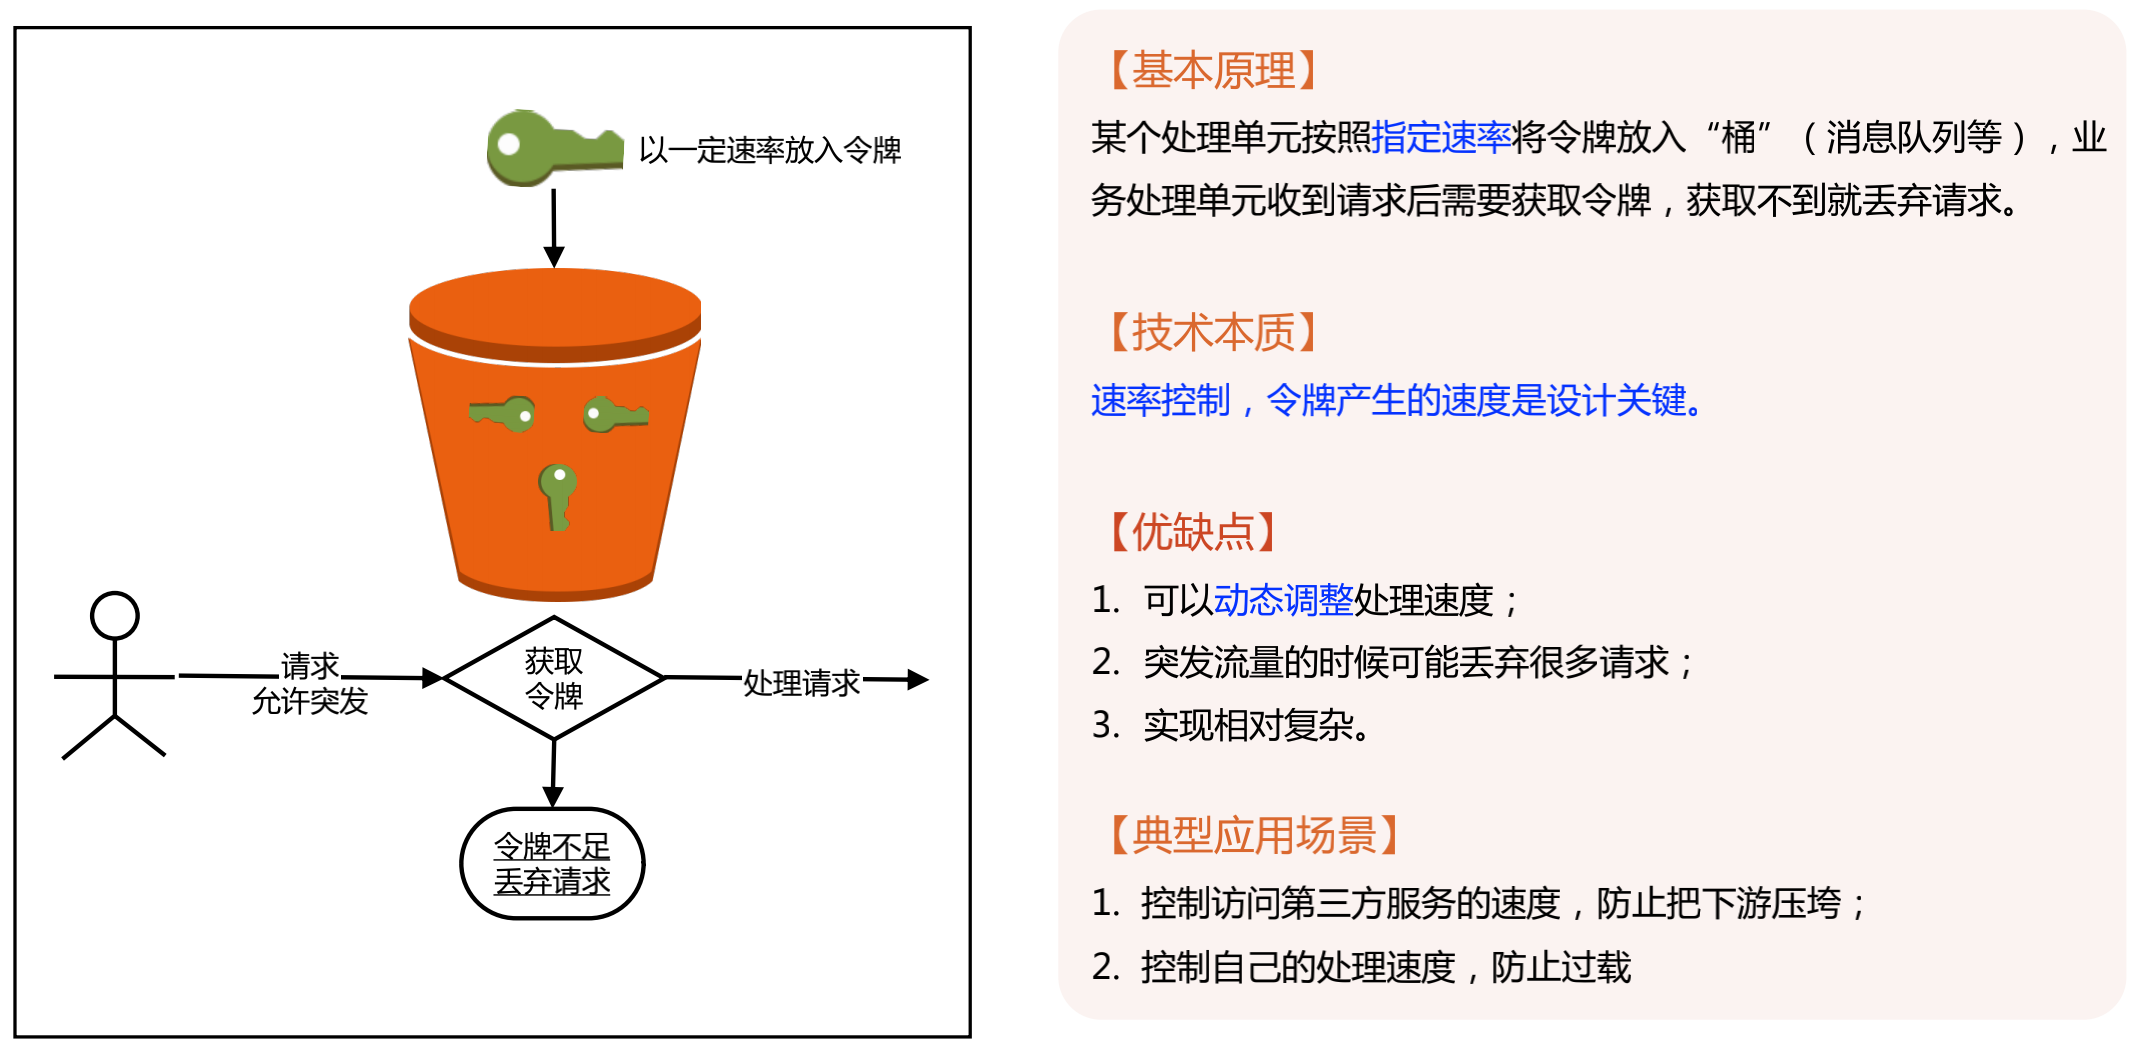 以一定速率放入令牌
请求
允许突发
获取
令牌
处理请求
令牌不足
丢弃请求
【基本原理】
某个处理单元按照指定速率将令牌放入“桶”（消息队列等），业
务处理单元收到请求后需要获取令牌，获取不到就丢弃请求。
【技术本质】
速率控制，令牌产生的速度是设计关键。
【优缺点】
1. 可以动态调整处理速度；
2. 突发流量的时候可能丢弃很多请求；
3. 实现相对复杂。
【典型应用场景】
1. 控制访问第三方服务的速度，防止把下游压垮；
2. 控制自己的处理速度，防止过载